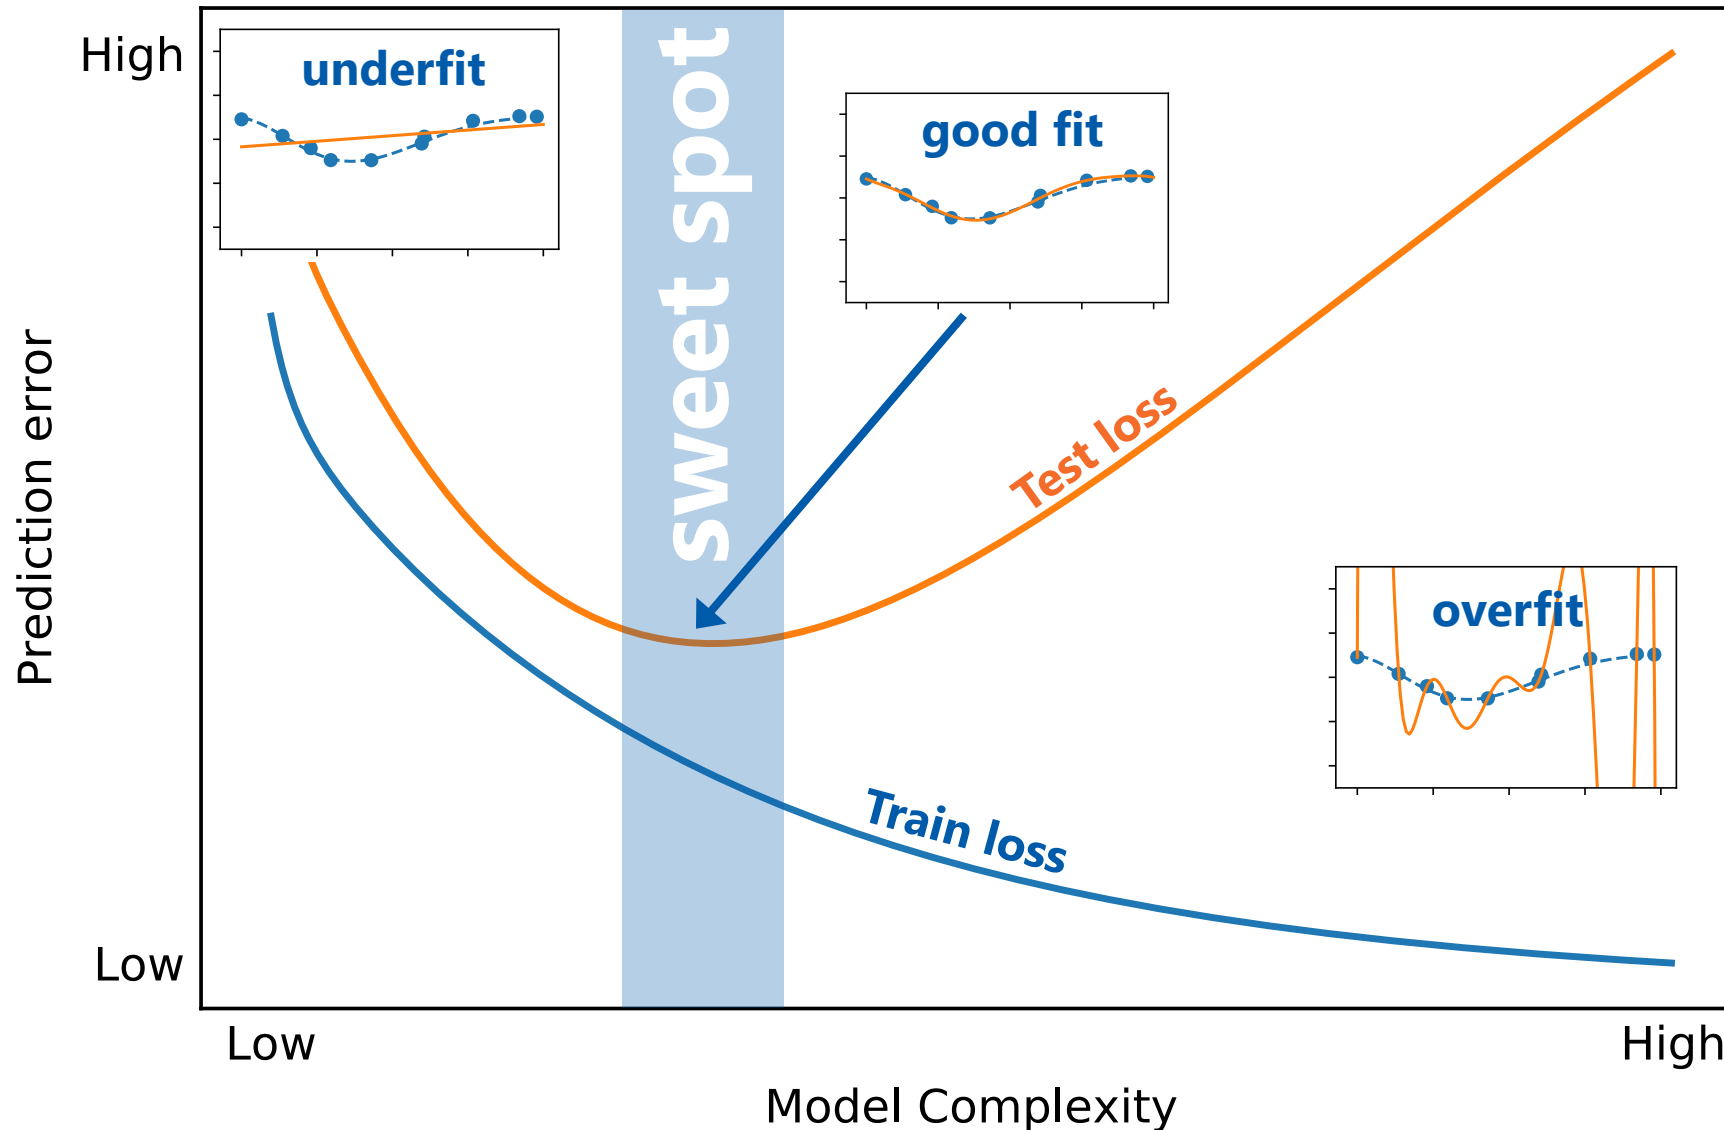 High
underfit
sweet spot
good fit
Prediction error
Test loss
overfit
Train loss
Low
Low
High
Model Complexity